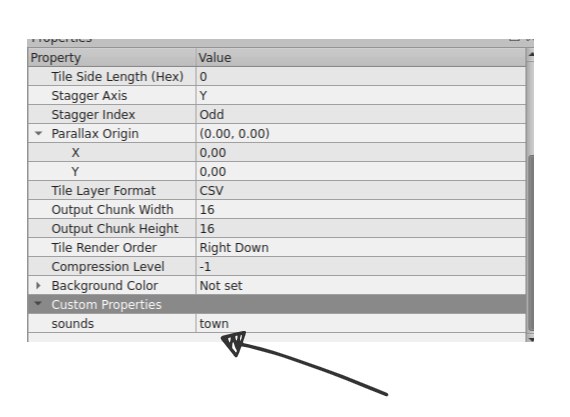 Properties
Property Value
Tile Side Length (Hex) 0
Stagger Axis Y
Stagger Index Odd
Parallax Origin (0.00, 0.00)
X 0,00
Y 0,00
Tile Layer Format CSV
Output Chunk Width 16
Output Chunk Height 16
Tile Render Order Right Down
Compression Level -1
Background Color Not set
Custom Properties
sounds town